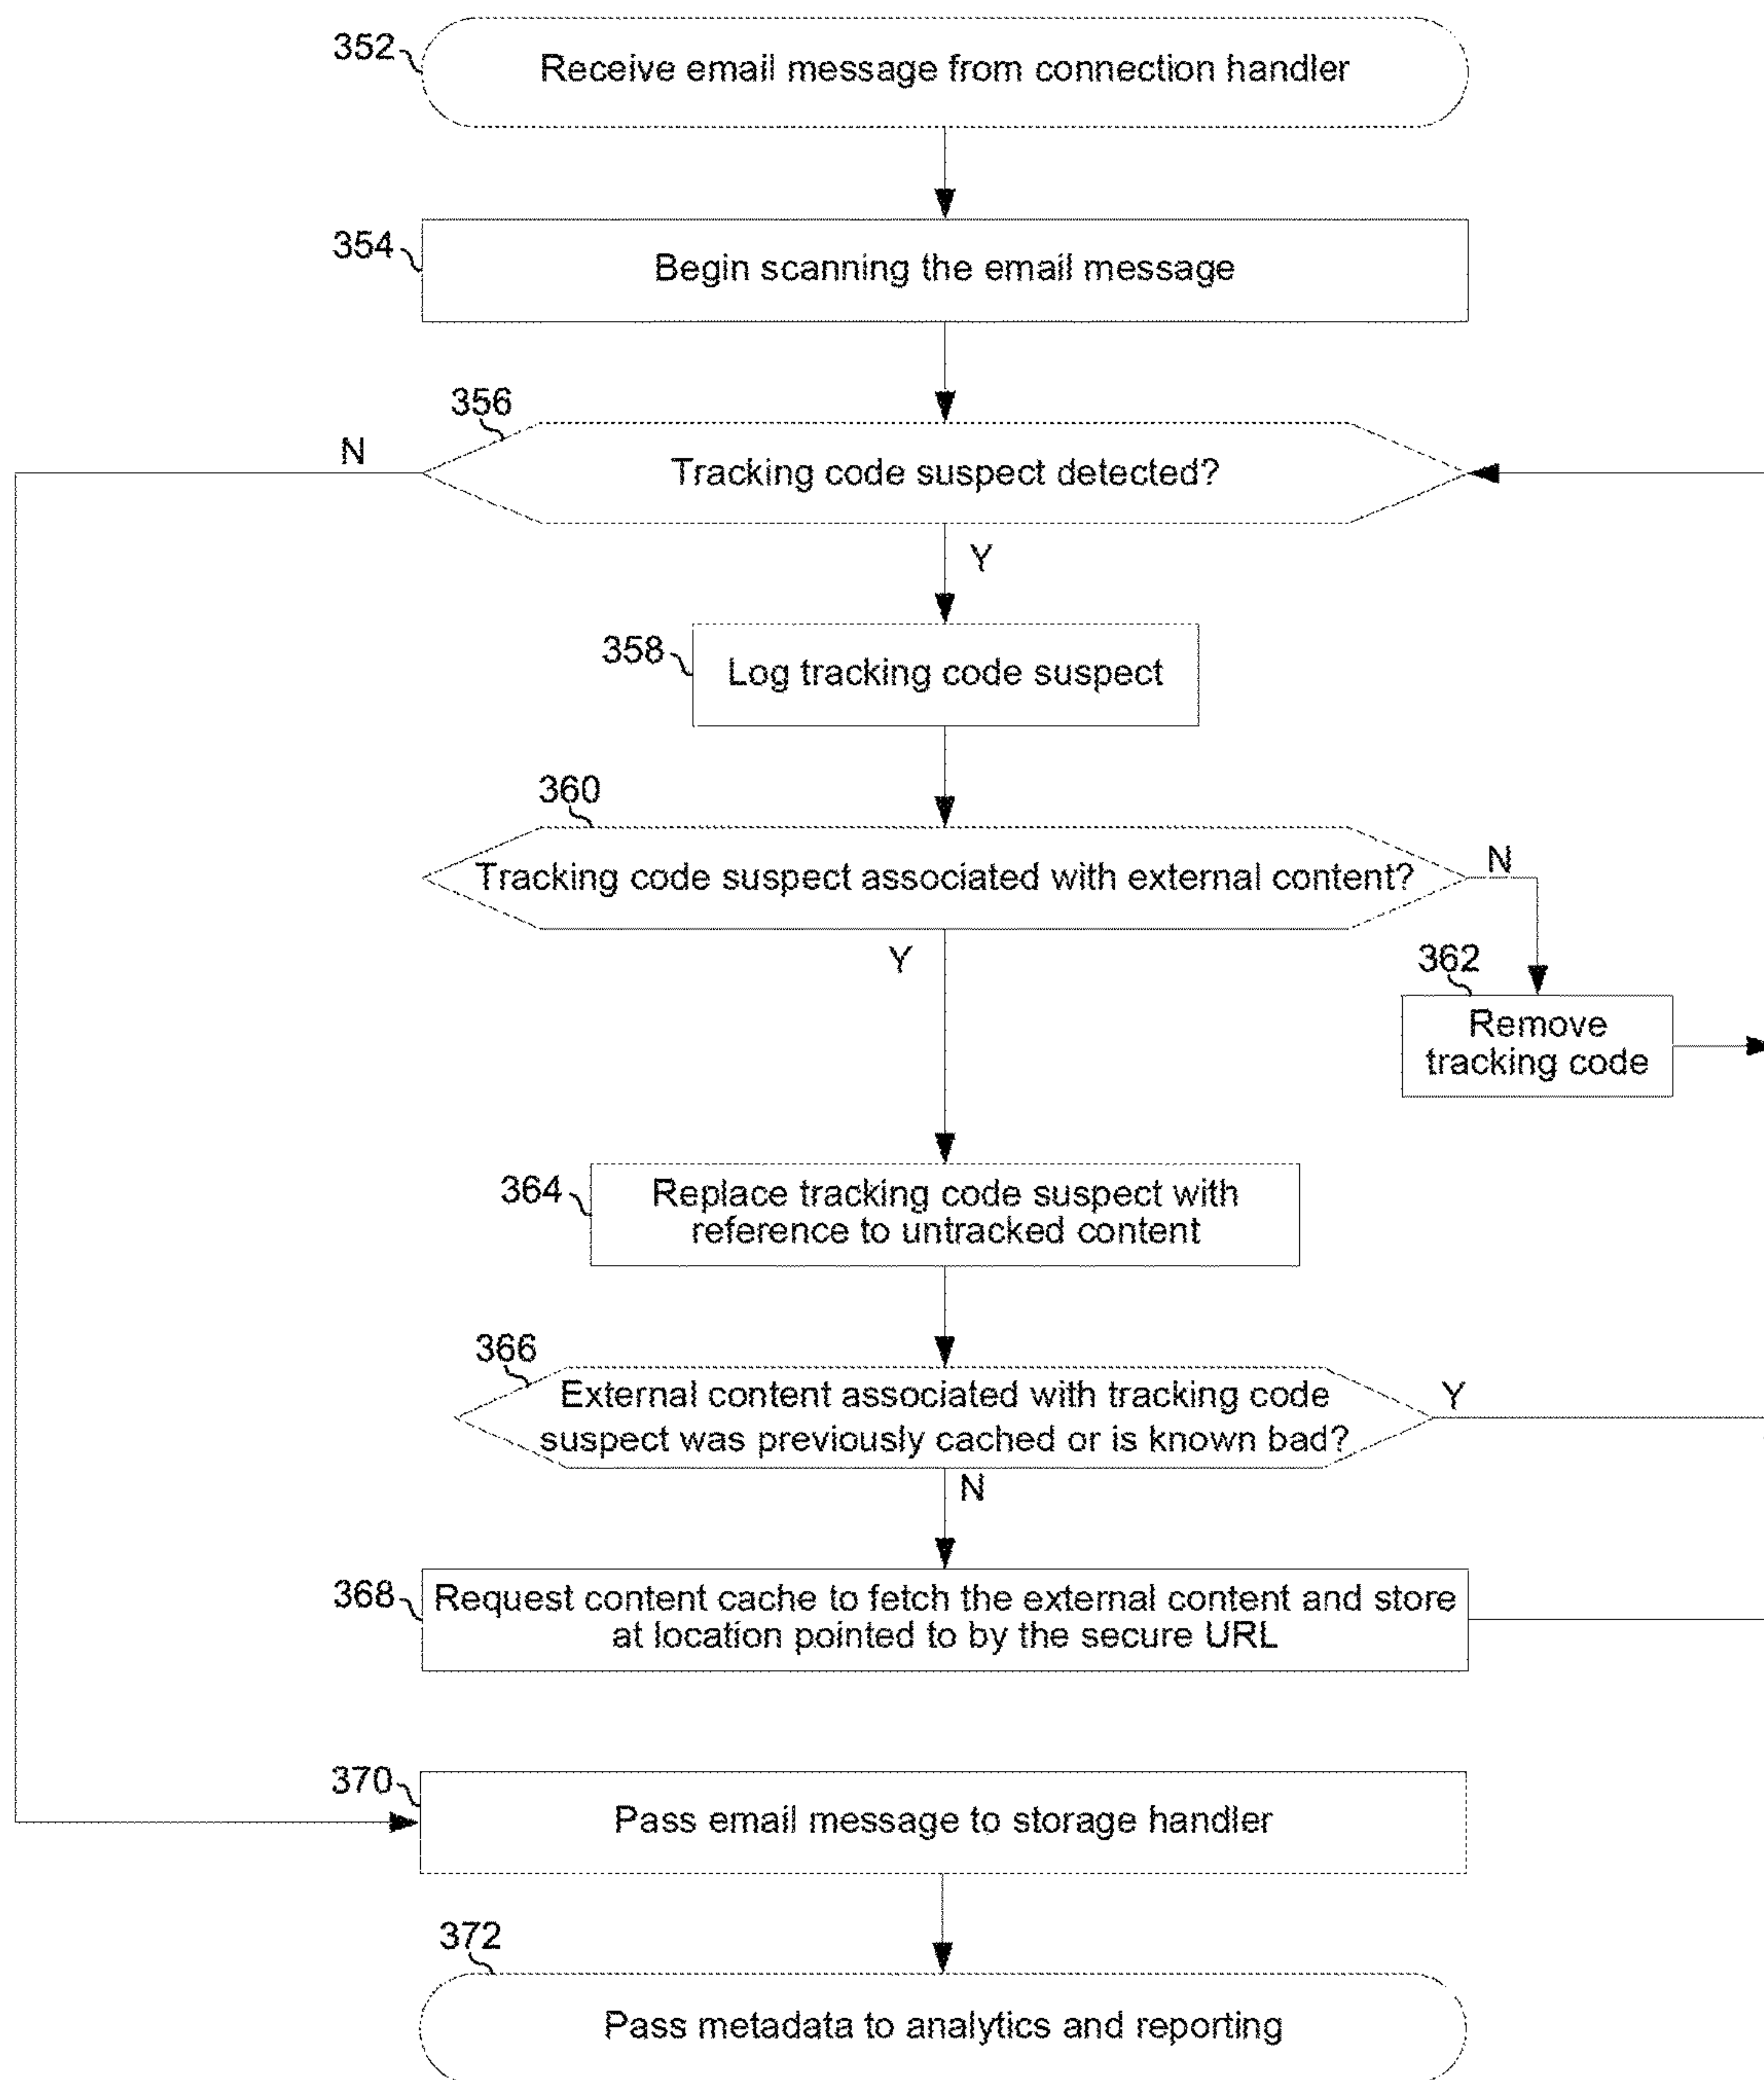 352
Receive email message from connection handler
354
Begin scanning the email message
356
N
Tracking code suspect detected?
Y
358
Log tracking code suspect
360
Tracking code suspect associated with external content?
N
Y
362
Remove
tracking code
364
Replace tracking code suspect with
reference to untracked content
366
External content associated with tracking code
suspect was previously cached or is known bad?
Y
N
368
Request content cache to fetch the external content and store
at location pointed to by the secure URL
370
Pass email message to storage handler
372
Pass metadata to analytics and reporting